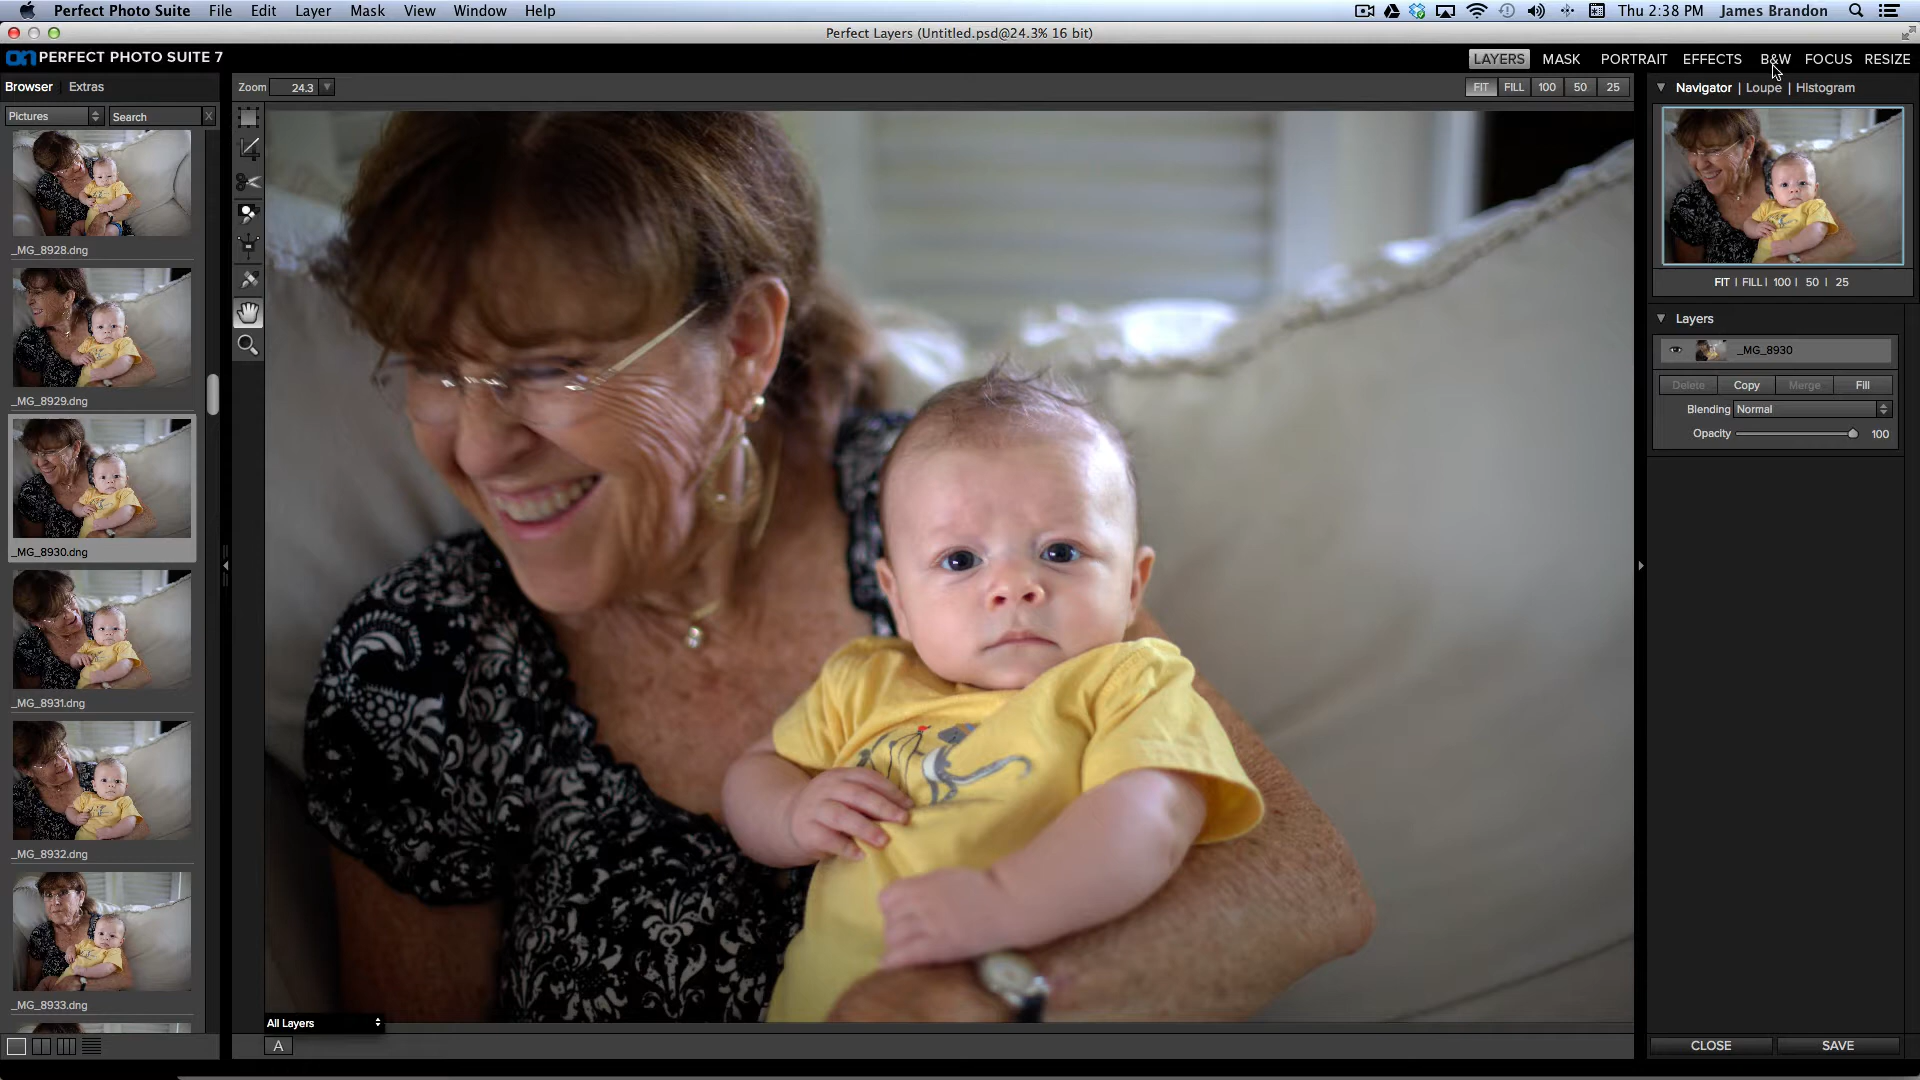 Perfect Photo Suite File Edit Layer Mask View Window Help Thu 2:38 PM James Brandon
Perfect Layers (Untitled.psd@24.3% 16 bit)
on PERFECT PHOTO SUITE 7 LAYERS MASK PORTRAIT EFFECTS B&W FOCUS RESIZE
Browser Extras
Zoom 24.3 FIT FILL 100 50 25
Navigator | Loupe | Histogram
Pictures Search X
_MG_8928.dng
_MG_8929.dng
_MG_8930.dng
_MG_8931.dng
_MG_8932.dng
_MG_8933.dng
FIT | FILL | 100 | 50 | 25
Layers
_MG_8930
Delete Copy Merge Fill
Blending Normal
Opacity 100
All Layers
A
CLOSE SAVE